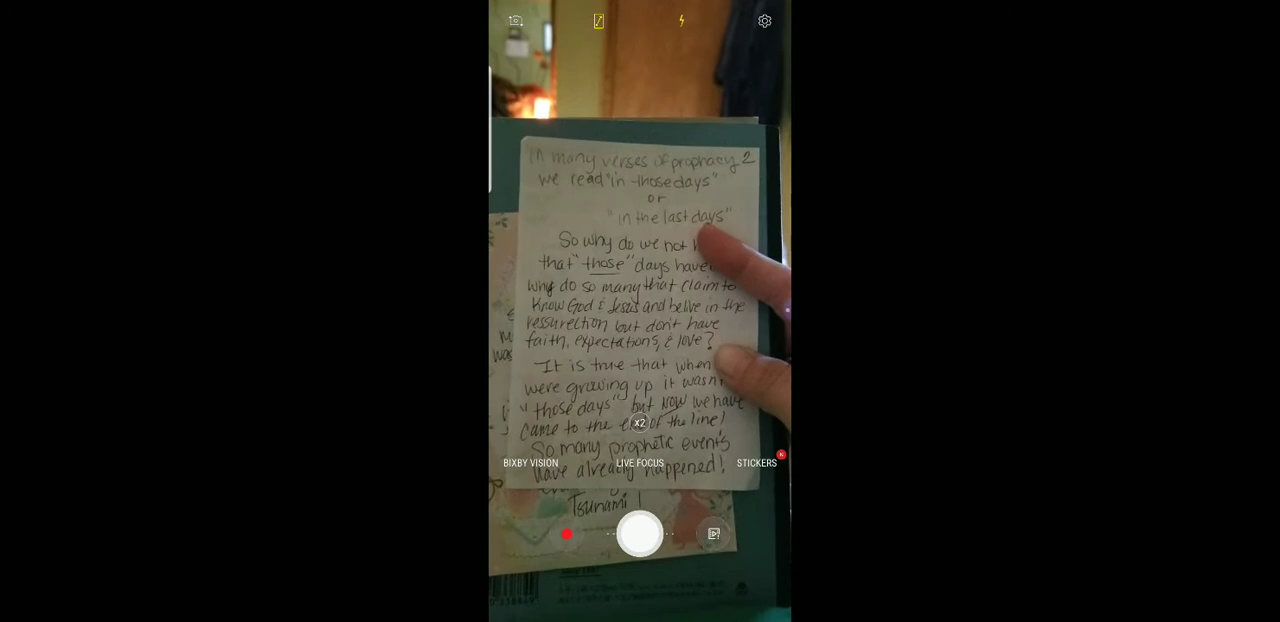 In many verses of prophacy 2
we read "in those days"
or
"in the last days"
So why do we not
that "those" days have
why do so many that claim to
know God & Jesus and belive in the
ressurection but don't have
faith, expectations, & love?
It is true that when
were growing up it wasn't
"those days" but now we have
came to the end of the line!
X2
So many prophetic events
BIXBY VISION LIVE FOCUS STICKERS
N
have already happened!
Tsunami!